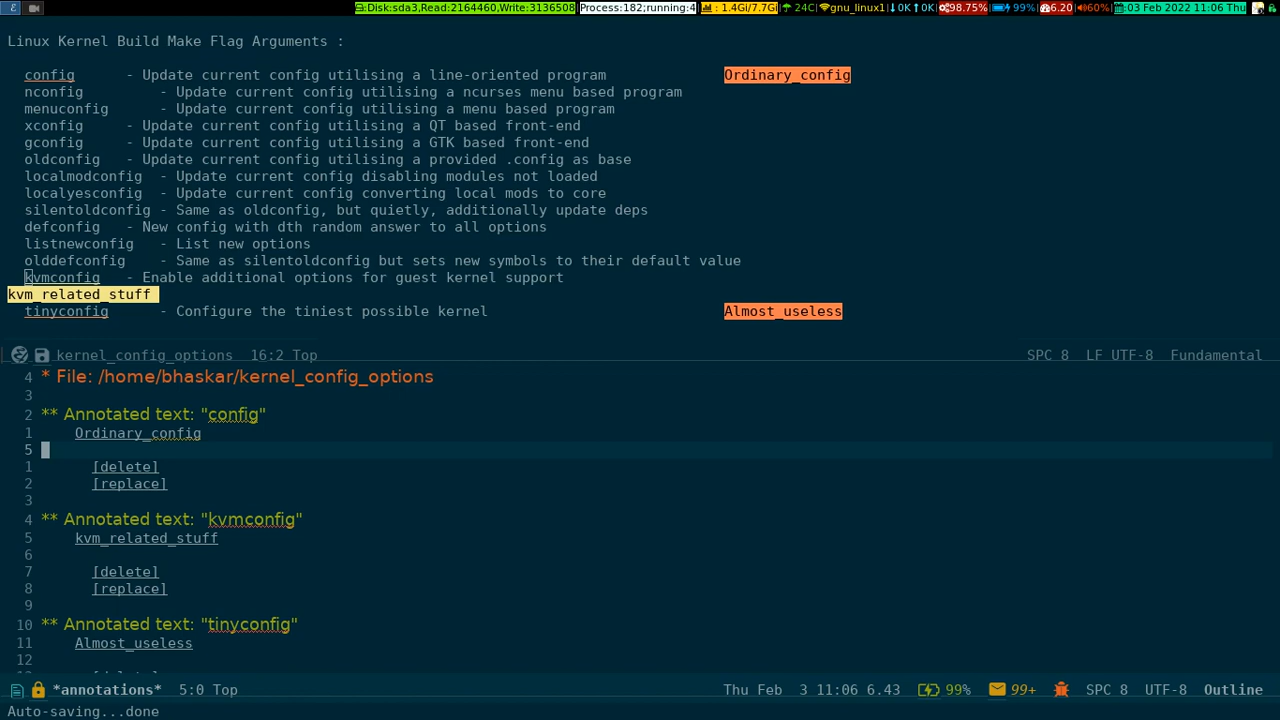 Disk:sda3,Read:2164460,Write:3136508 Process:182;running:4 : 1.4Gi/7.7G 24C gnu_linux1 0K 0K 98.75% 99% 6.20 60% :03 Feb 2022 11:06 Thu
Linux Kernel Build Make Flag Arguments :
config - Update current config utilising a line-oriented program Ordinary_config
nconfig - Update current config utilising a ncurses menu based program
menuconfig - Update current config utilising a menu based program
xconfig - Update current config utilising a QT based front-end
gconfig - Update current config utilising a GTK based front-end
oldconfig - Update current config utilising a provided .config as base
localmodconfig - Update current config disabling modules not loaded
localyesconfig - Update current config converting local mods to core
silentoldconfig - Same as oldconfig, but quietly, additionally update deps
defconfig - New config with dth random answer to all options
listnewconfig - List new options
olddefconfig - Same as silentoldconfig but sets new symbols to their default value
kvmconfig - Enable additional options for guest kernel support
kvm_related_stuff
tinyconfig - Configure the tiniest possible kernel Almost_useless
kernel_config_options 16:2 Top SPC 8 LF UTF-8 Fundamental
4 * File: /home/bhaskar/kernel_config_options
3
2 ** Annotated text: "config"
1 Ordinary_config
5
1 [delete]
2 [replace]
3
4 ** Annotated text: "kvmconfig"
5 kvm_related_stuff
6
7 [delete]
8 [replace]
9
10 ** Annotated text: "tinyconfig"
11 Almost_useless
12
*annotations* 5:0 Top Thu Feb 3 11:06 6.43 99% 99+ SPC 8 UTF-8 Outline
Auto-saving...done